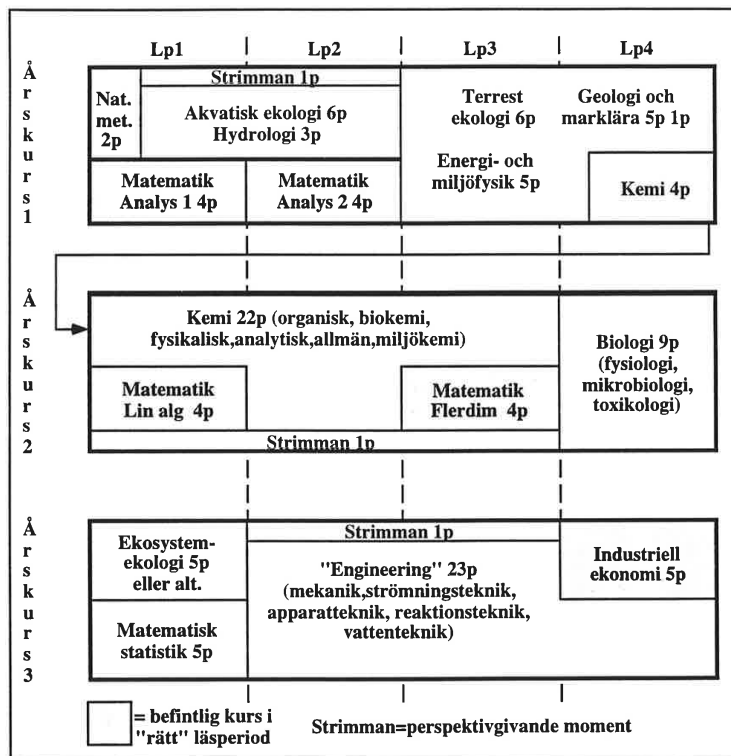 Lp1 Lp2 Lp3 Lp4
Årskurs1
Strimman 1p
Nat.
met.
2p
Akvatisk ekologi 6p
Hydrologi 3p
Terrest
ekologi 6p
Geologi och
marklära 5p 1p
Energi- och
miljöfysik 5p
Kemi 4p
Matematik
Analys 1 4p
Matematik
Analys 2 4p
Årskurs2
Kemi 22p (organisk, biokemi,
fysikalisk,analytisk,allmän,miljökemi)
Biologi 9p
(fysiologi,
mikrobiologi,
toxikologi)
Matematik
Lin alg 4p
Matematik
Flerdim 4p
Strimman 1p
Årskurs3
Ekosystem-
ekologi 5p
eller alt.
Strimman 1p
"Engineering" 23p
(mekanik,strömningsteknik,
apparatteknik, reaktionsteknik,
vattenteknik)
Industriell
ekonomi 5p
Matematisk
statistik 5p
= befintlig kurs i
"rätt" läsperiod
Strimman=perspektivgivande moment